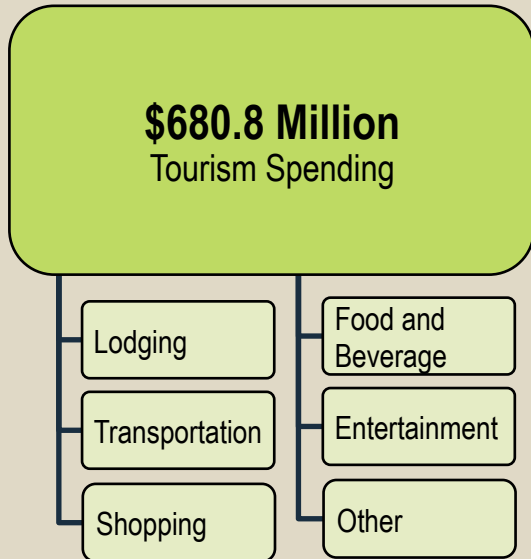 $680.8 Million
Tourism Spending
Lodging
Transportation
Shopping
Food and
Beverage
Entertainment
Other